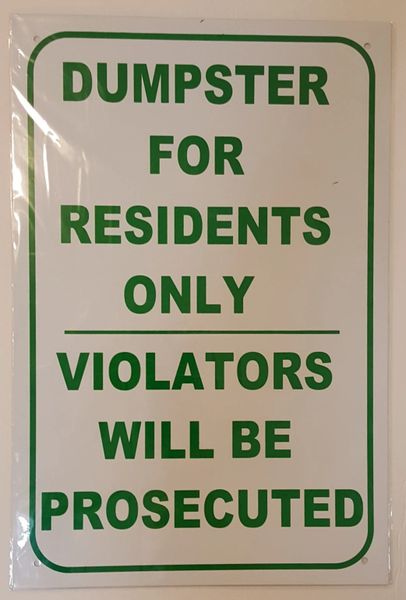 DUMPSTER
FOR
RESIDENTS
ONLY
VIOLATORS
WILL BE
PROSECUTED